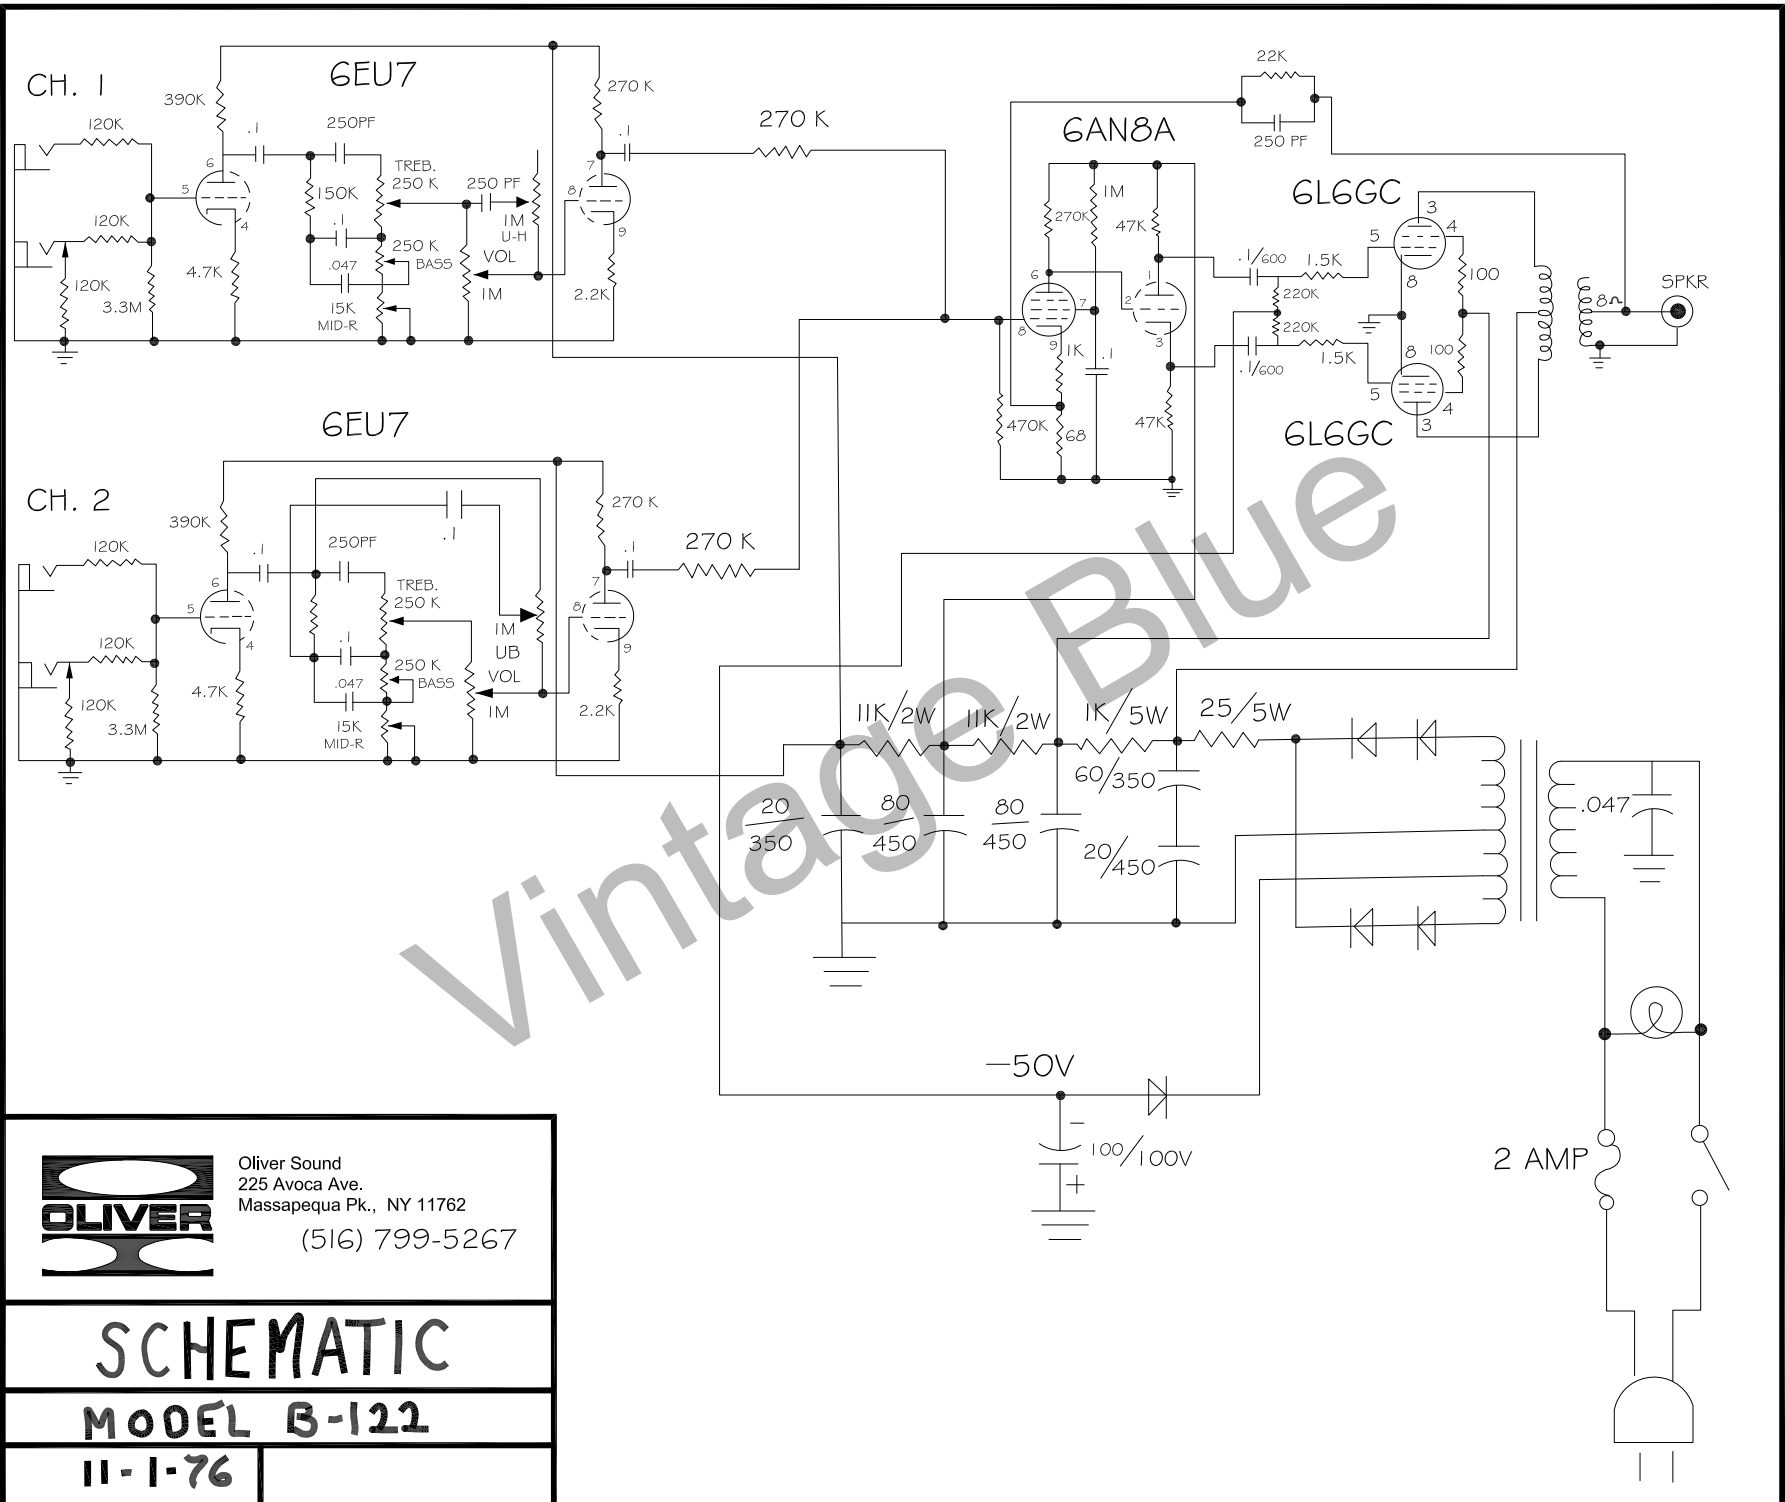 CH. 1
6EU7
390K
270 K
120K
.1
250PF
.1
270 K
6
7
TREB.
250 K
5
150K
250 PF
8
4
1M
U-H
9
120K
.1
250 K
BASS
VOL
4.7K
.047
120K
3.3M
15K
MID-R
1M
2.2K
22K
250 PF
6AN8A
1M
270K
47K
6
7
8
9
1
2
3
1K
.1
470K
68
47K
.1/600
1.5K
220K
220K
.1/600
1.5K
6L6GC
3
5
4
8
100
8
100
5
4
3
6L6GC
8Ω
SPKR
6EU7
CH. 2
390K
270 K
120K
.1
.1
250PF
.1
270 K
6
7
TREB.
250 K
5
8
4
1M
UB
9
120K
.1
250 K
BASS
VOL
4.7K
.047
120K
3.3M
15K
MID-R
1M
2.2K
11K/2W
11K/2W
1K/5W
25/5W
20
350
80
450
80
450
60/350
20/450
.047
-50V
-
100/100V
+
2 AMP
Vintage Blue
OLIVER
Oliver Sound
225 Avoca Ave.
Massapequa Pk., NY 11762
(516) 799-5267
SCHEMATIC
MODEL B-122
11-1-76